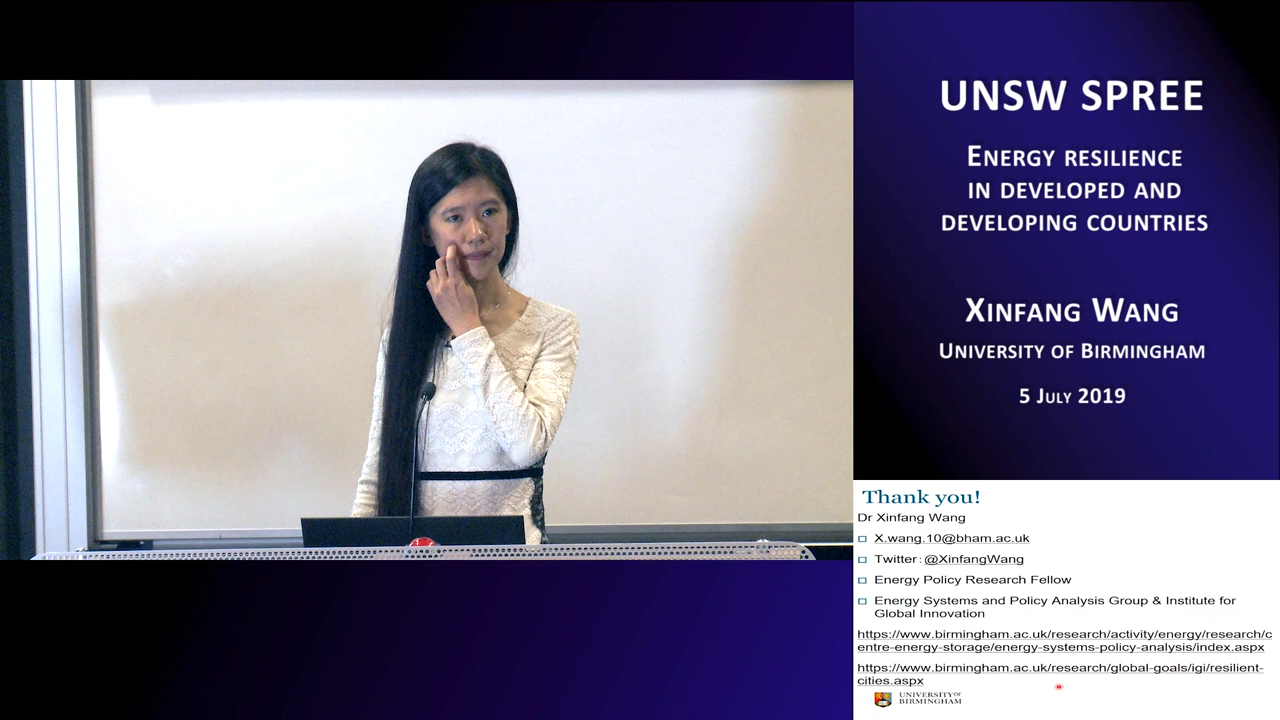 UNSW SPREE
ENERGY RESILIENCE
IN DEVELOPED AND
DEVELOPING COUNTRIES
XINFANG WANG
UNIVERSITY OF BIRMINGHAM
5 JULY 2019
Thank you!
Dr Xinfang Wang
X.wang.10@bham.ac.uk
Twitter: @XinfangWang
Energy Policy Research Fellow
Energy Systems and Policy Analysis Group & Institute for
Global Innovation
https://www.birmingham.ac.uk/research/activity/energy/research/c
entre-energy-storage/energy-systems-policy-analysis/index.aspx
https://www.birmingham.ac.uk/research/global-goals/igi/resilient-
cities.aspx
UNIVERSITY OF
BIRMINGHAM